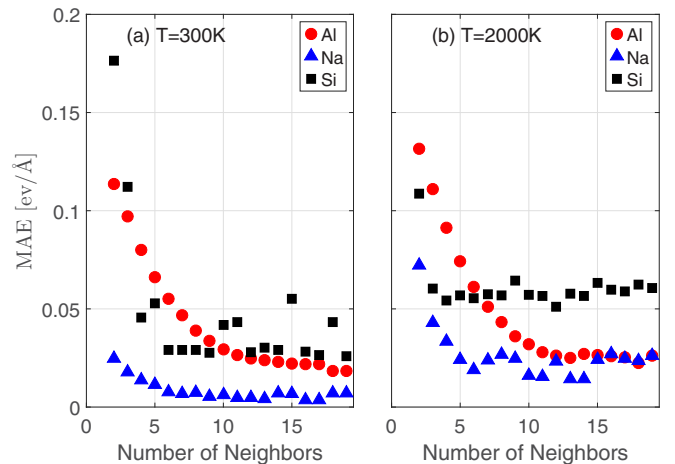 (a) T=300K
Al
Na
Si
(b) T=2000K
Al
Na
Si
0.2
0.15
0.1
0.05
0
MAE [ev/Å]
0 5 10 15
0 5 10 15
Number of Neighbors
Number of Neighbors